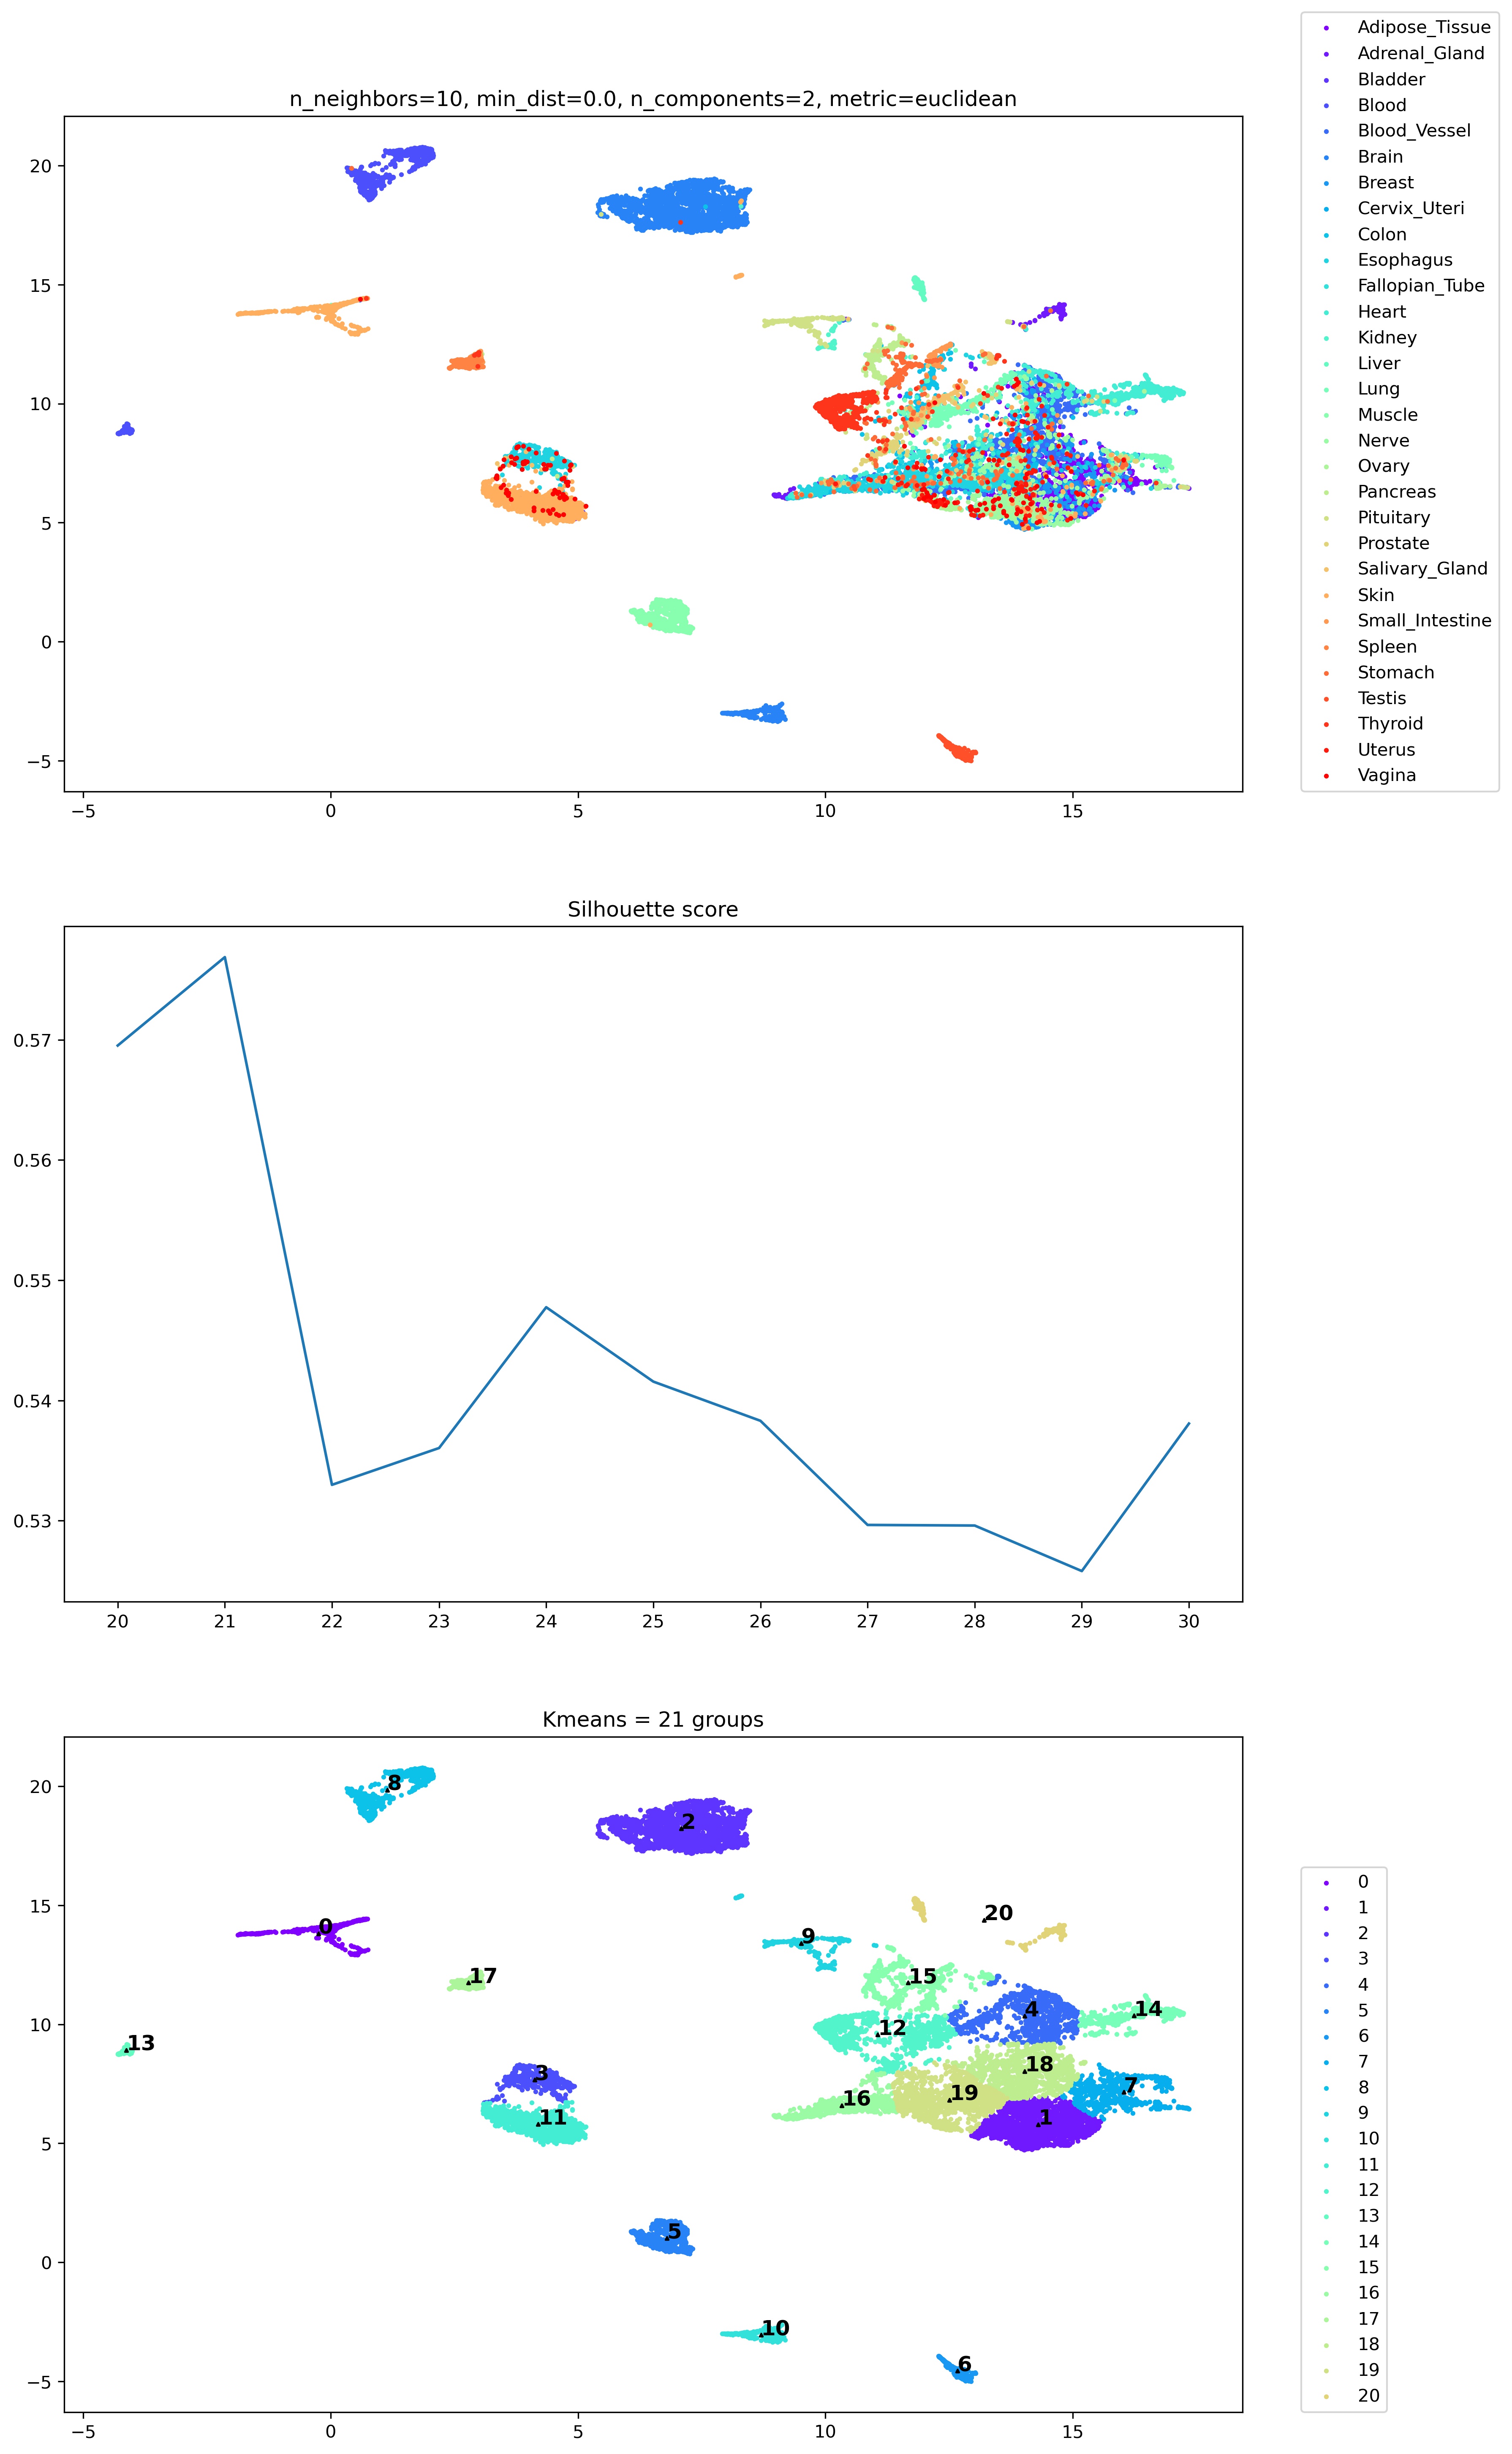 n_neighbors=10, min_dist=0.0, n_components=2, metric=euclidean
20
15
10
5
0
−5
−5
0
5
10
15
Adipose_Tissue
Adrenal_Gland
Bladder
Blood
Blood_Vessel
Brain
Breast
Cervix_Uteri
Colon
Esophagus
Fallopian_Tube
Heart
Kidney
Liver
Lung
Muscle
Nerve
Ovary
Pancreas
Pituitary
Prostate
Salivary_Gland
Skin
Small_Intestine
Spleen
Stomach
Testis
Thyroid
Uterus
Vagina
Silhouette score
0.57
0.56
0.55
0.54
0.53
20
21
22
23
24
25
26
27
28
29
30
Kmeans = 21 groups
20
15
10
5
0
−5
−5
0
5
10
15
8
2
0
20
9
17
15
4
14
12
13
3
18
7
19
16
11
1
5
10
6
0
1
2
3
4
5
6
7
8
9
10
11
12
13
14
15
16
17
18
19
20